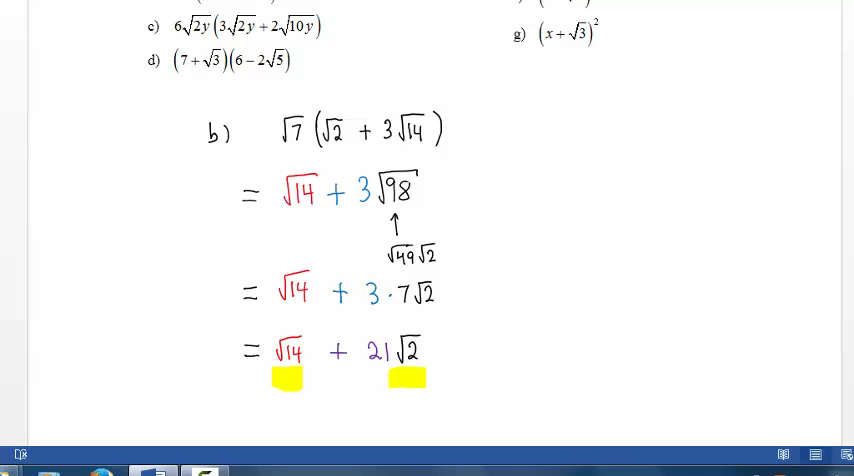 c) 6√2y(3√2y + 2√10y)
g) (x + √3)²
d) (7 + √3)(6 − 2√5)
b) √7(√2 + 3√14)
= √14 + 3√98
↑
√49√2
= √14 + 3·7√2
= √14 + 21√2